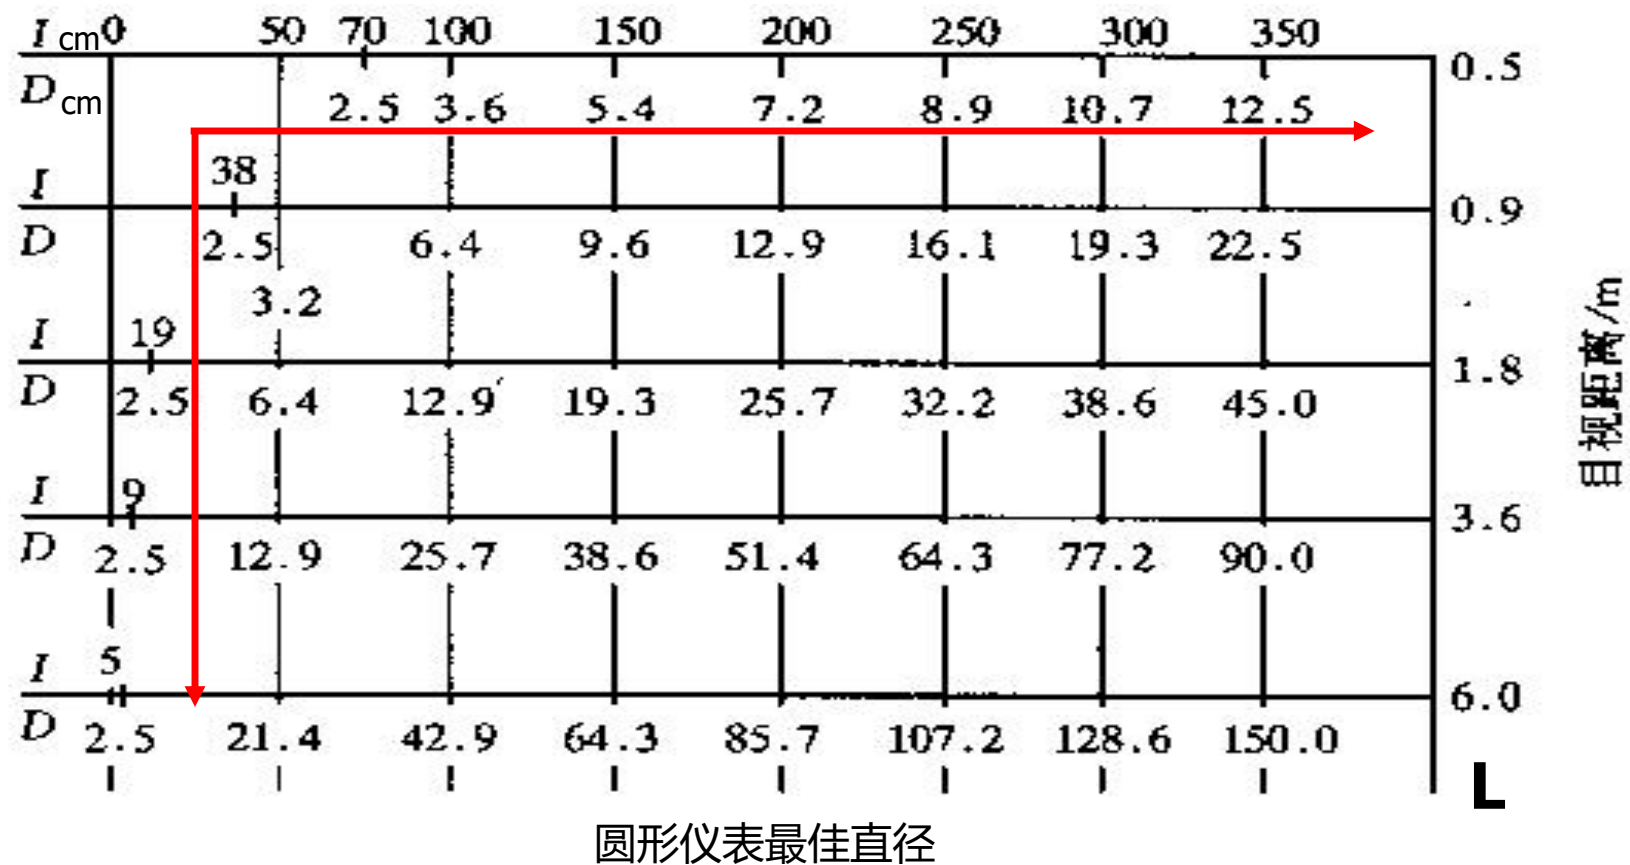 I cm 0 50 70 100 150 200 250 300 350
0.5
D cm 2.5 3.6 5.4 7.2 8.9 10.7 12.5
I 38
0.9
D 2.5 6.4 9.6 12.9 16.1 19.3 22.5
3.2
I 19
1.8
D 2.5 6.4 12.9 19.3 25.7 32.2 38.6 45.0
I 9
3.6
D 2.5 12.9 25.7 38.6 51.4 64.3 77.2 90.0
I 5
6.0
D 2.5 21.4 42.9 64.3 85.7 107.2 128.6 150.0
目视距离/m
L
圆形仪表最佳直径